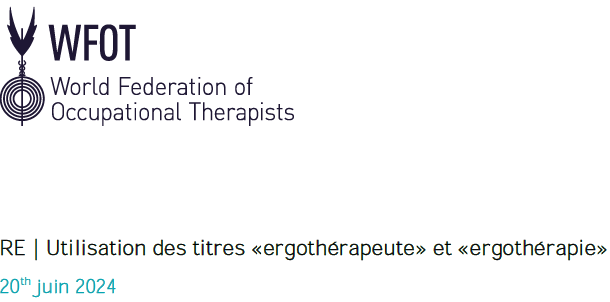 WFOT
World Federation of
Occupational Therapists
RE | Utilisation des titres «ergothérapeute» et «ergothérapie»
20th juin 2024